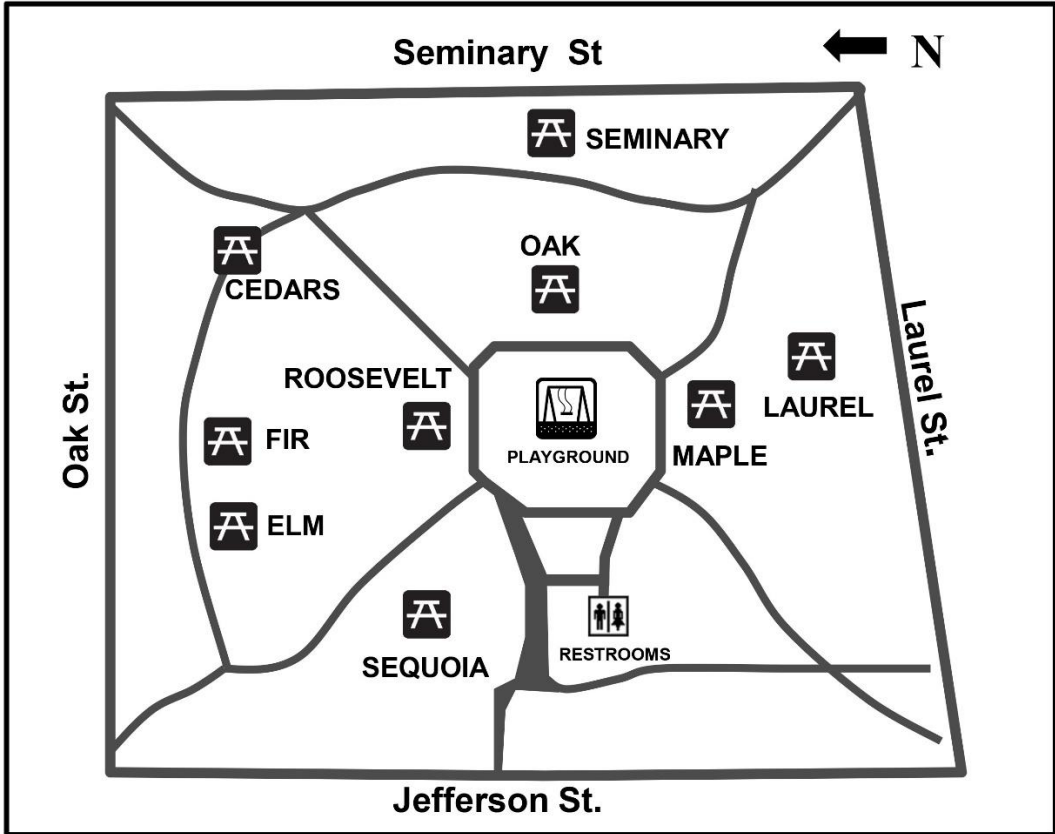 Seminary St
N
SEMINARY
OAK
CEDARS
ROOSEVELT
Laurel St.
LAUREL
Oak St.
FIR
PLAYGROUND
MAPLE
ELM
SEQUOIA
RESTROOMS
Jefferson St.